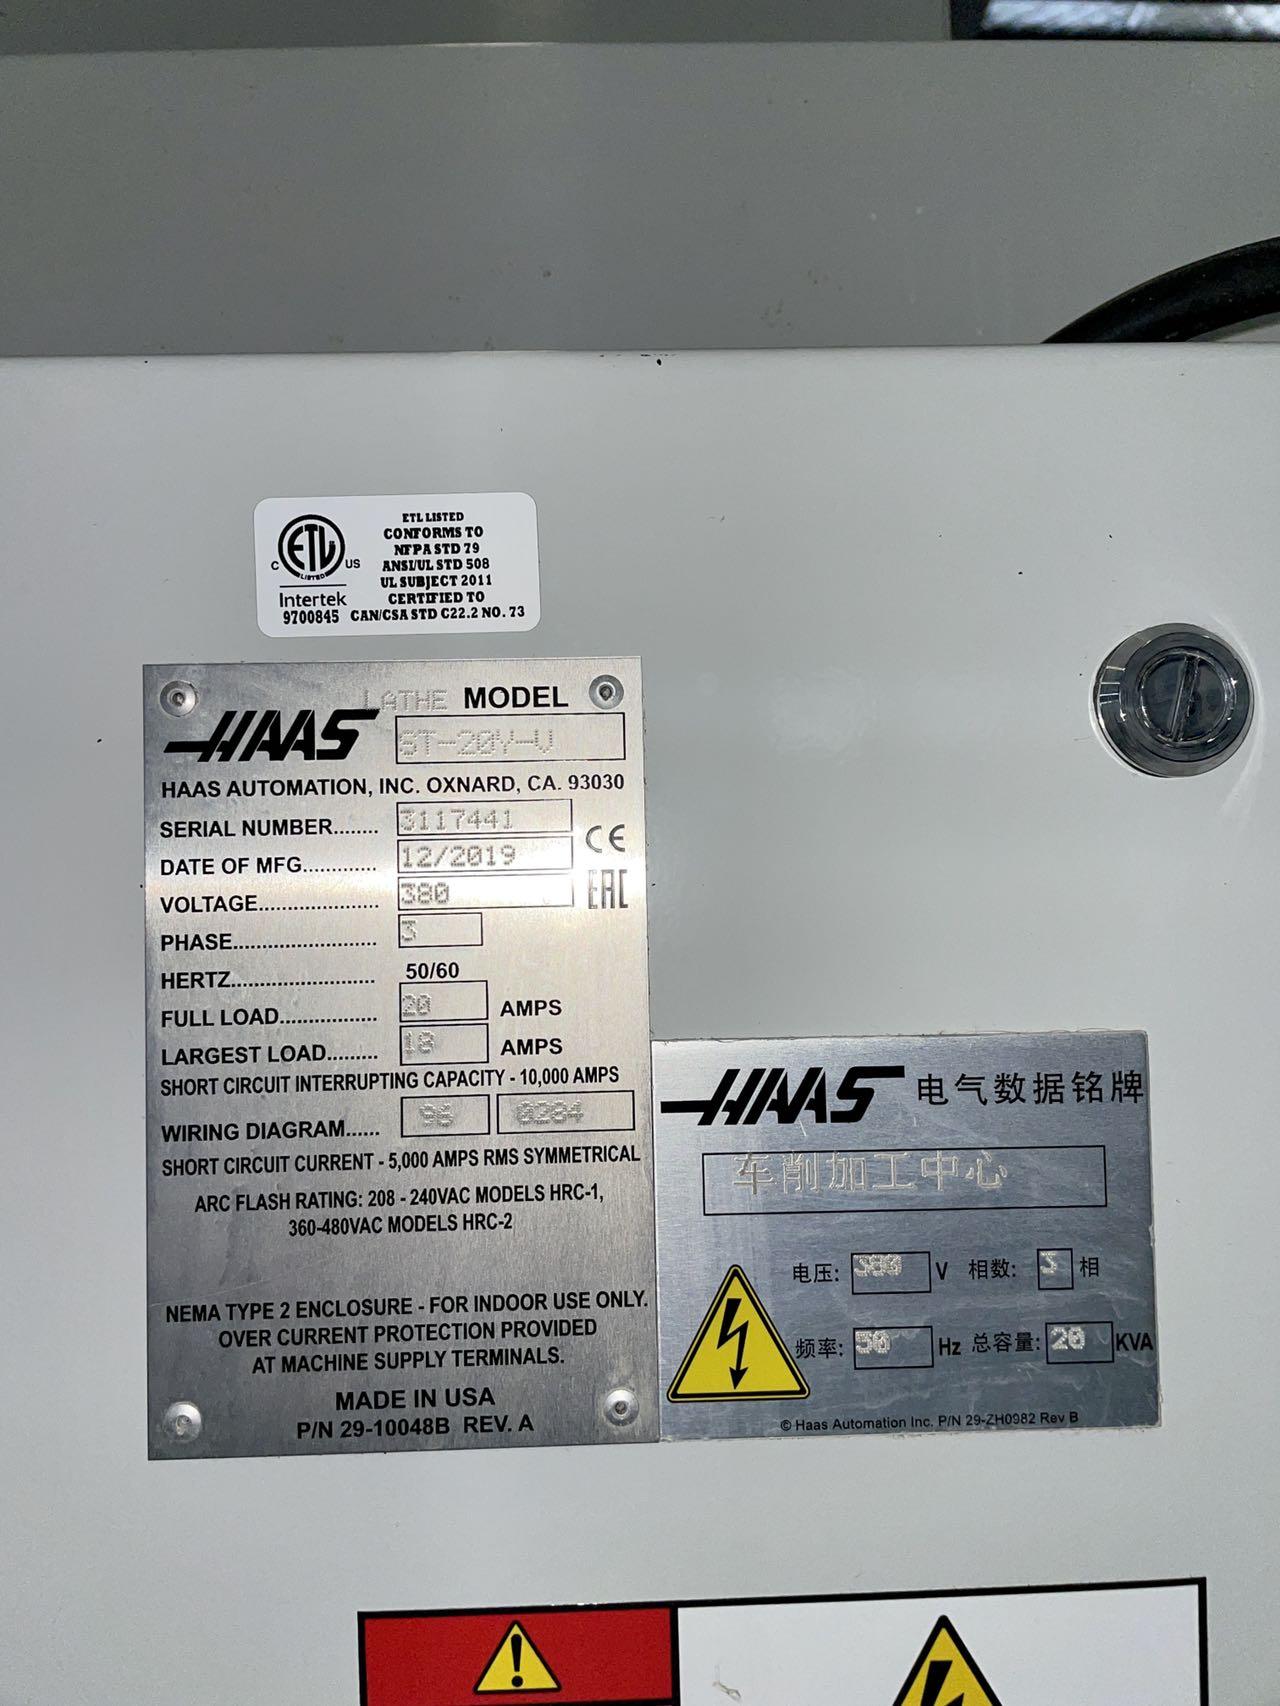 ETL LISTED
CONFORMS TO
NFPA STD 79
ANSI/UL STD 508
UL SUBJECT 2011
CERTIFIED TO
CAN/CSA STD C22.2 NO. 73
C ETL US
LISTED
Intertek
9700845
LATHE MODEL
HAAS ST-20Y-V
HAAS AUTOMATION, INC. OXNARD, CA. 93030
SERIAL NUMBER........ 3117441
CE
DATE OF MFG............. 12/2019
EAC
VOLTAGE..................... 380
PHASE......................... 3
HERTZ......................... 50/60
FULL LOAD................. 20 AMPS
LARGEST LOAD......... 18 AMPS
SHORT CIRCUIT INTERRUPTING CAPACITY - 10,000 AMPS
WIRING DIAGRAM...... 96 0284
SHORT CIRCUIT CURRENT - 5,000 AMPS RMS SYMMETRICAL
ARC FLASH RATING: 208 - 240VAC MODELS HRC-1,
360-480VAC MODELS HRC-2
NEMA TYPE 2 ENCLOSURE - FOR INDOOR USE ONLY.
OVER CURRENT PROTECTION PROVIDED
AT MACHINE SUPPLY TERMINALS.
MADE IN USA
P/N 29-10048B REV. A
HAAS 电气数据铭牌
车削加工中心
电压: 380 V 相数: 3 相
频率: 50 Hz 总容量: 20 KVA
© Haas Automation Inc. P/N 29-ZH0982 Rev B